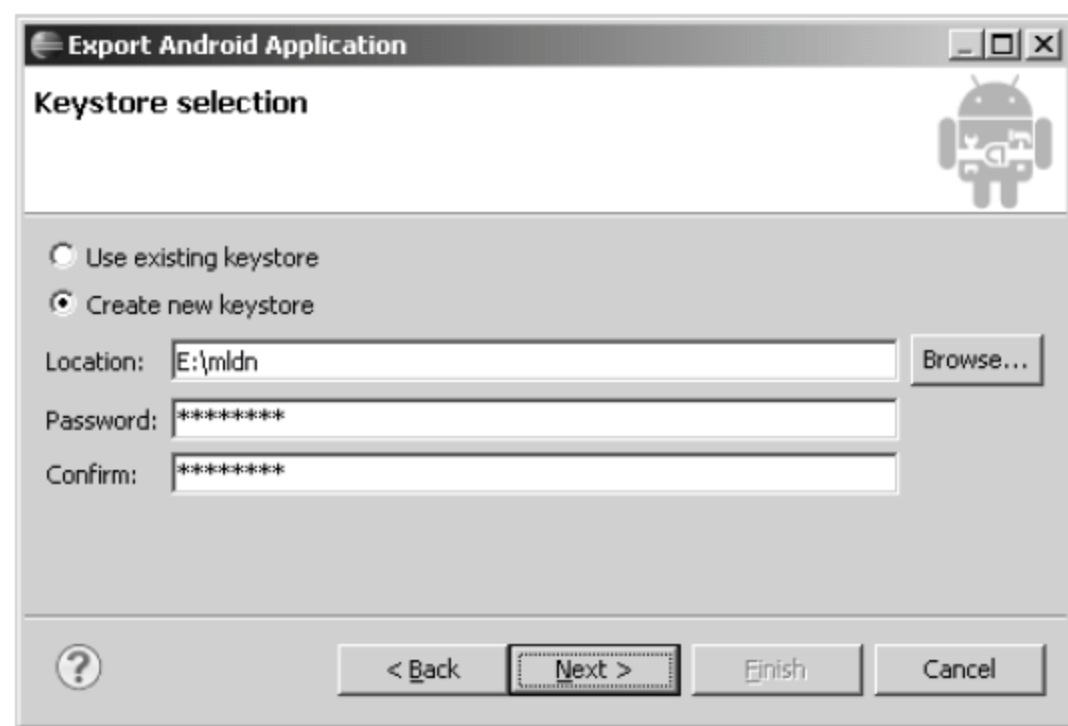 Export Android Application
Keystore selection
Use existing keystore
Create new keystore
Location: E:\mldn Browse...
Password: ********
Confirm: ********
? < Back Next > Finish Cancel